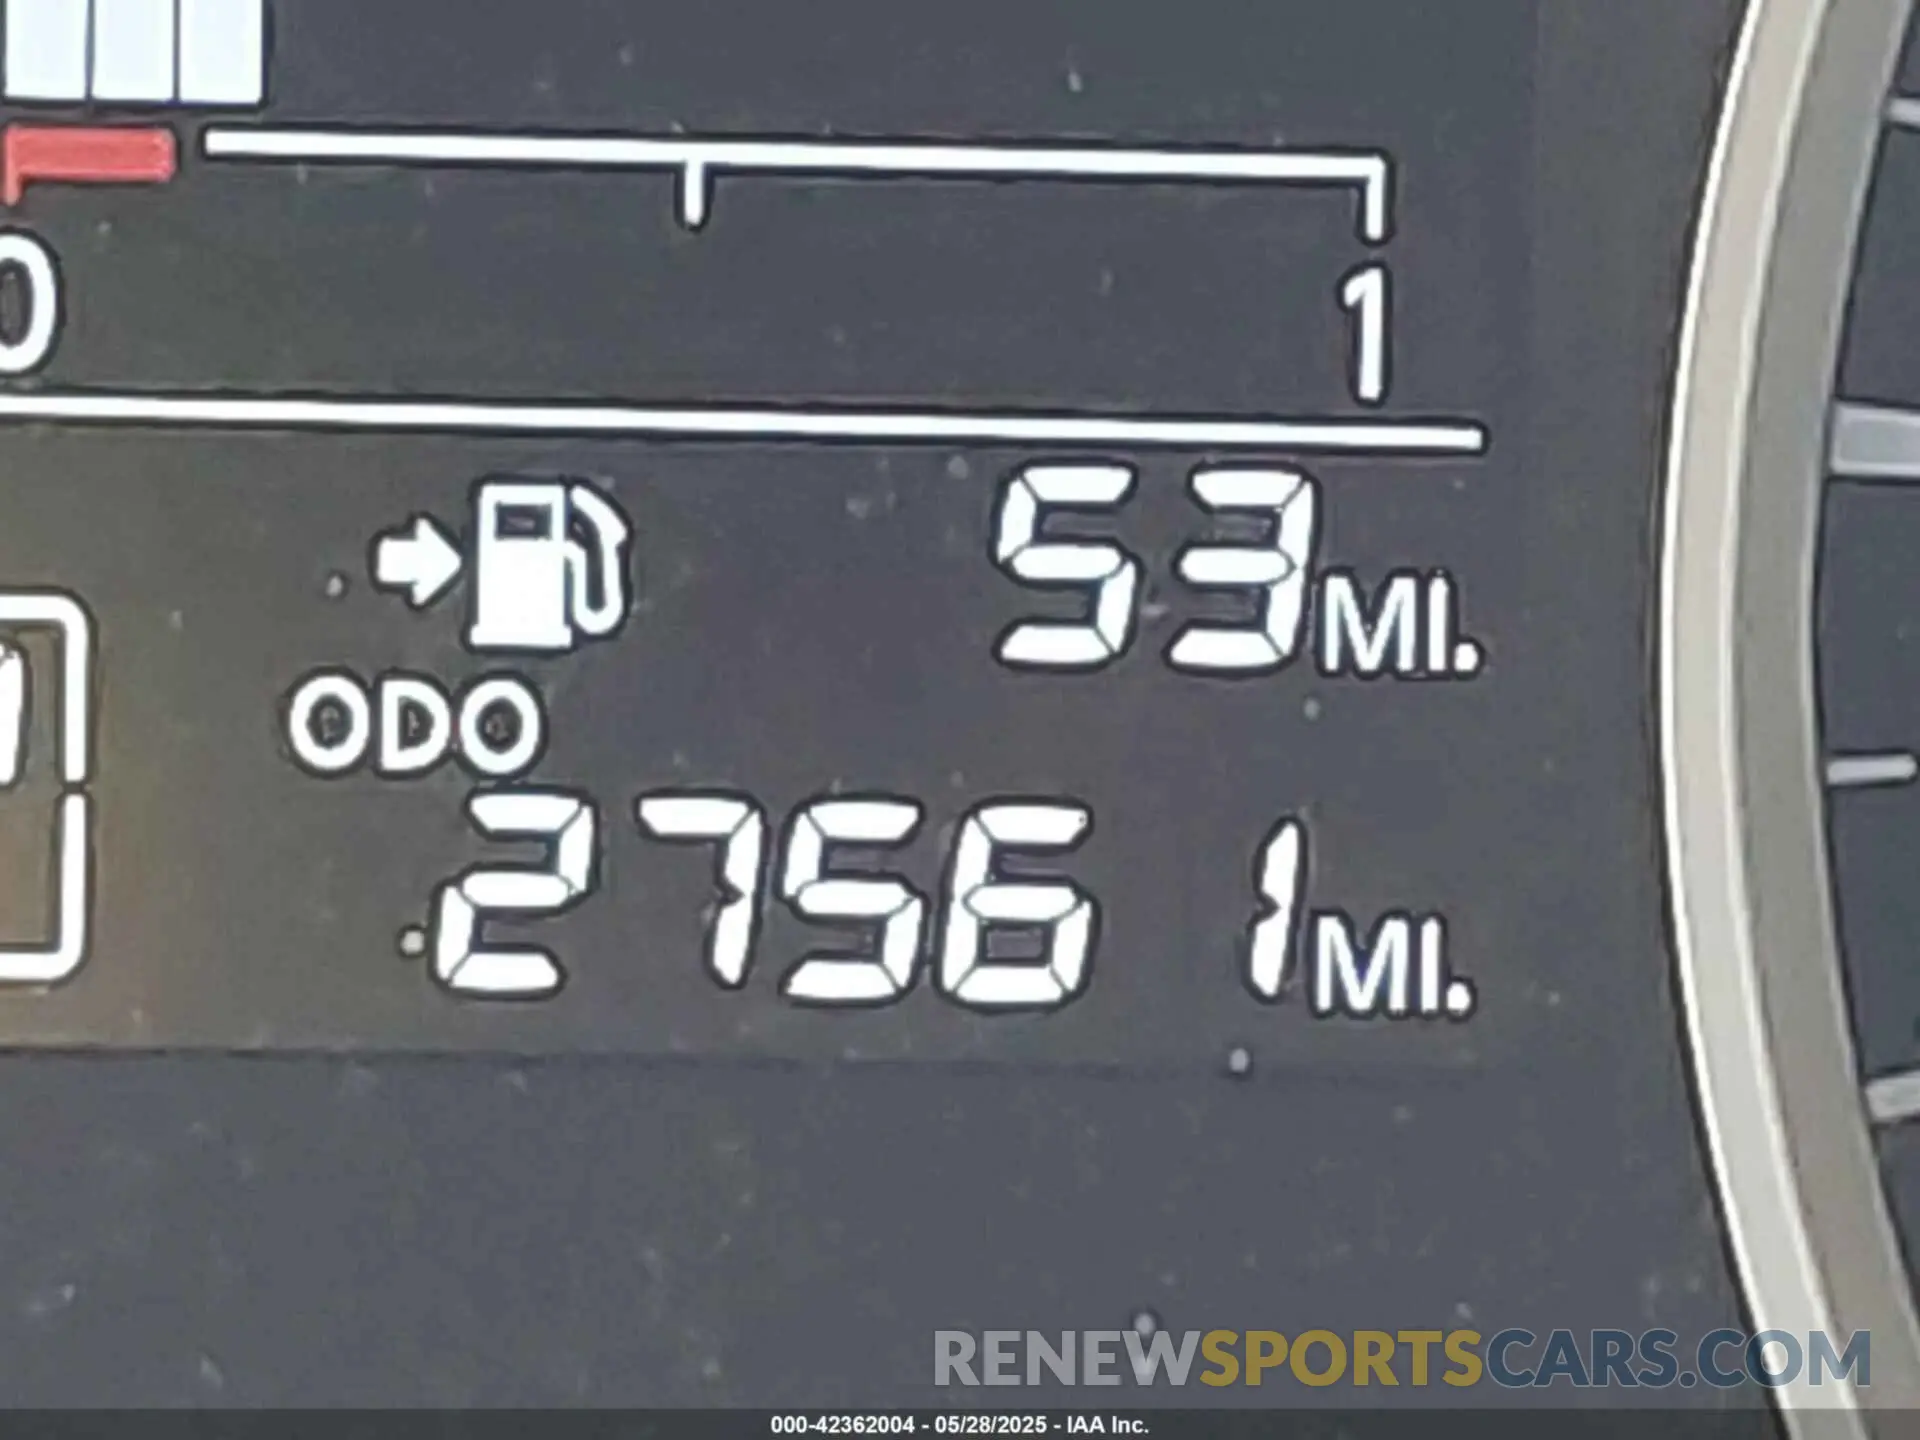 0 1
53 MI.
ODO
27561 MI.
RENEWSPORTSCARS.COM
000-42362004 - 05/28/2025 - IAA Inc.